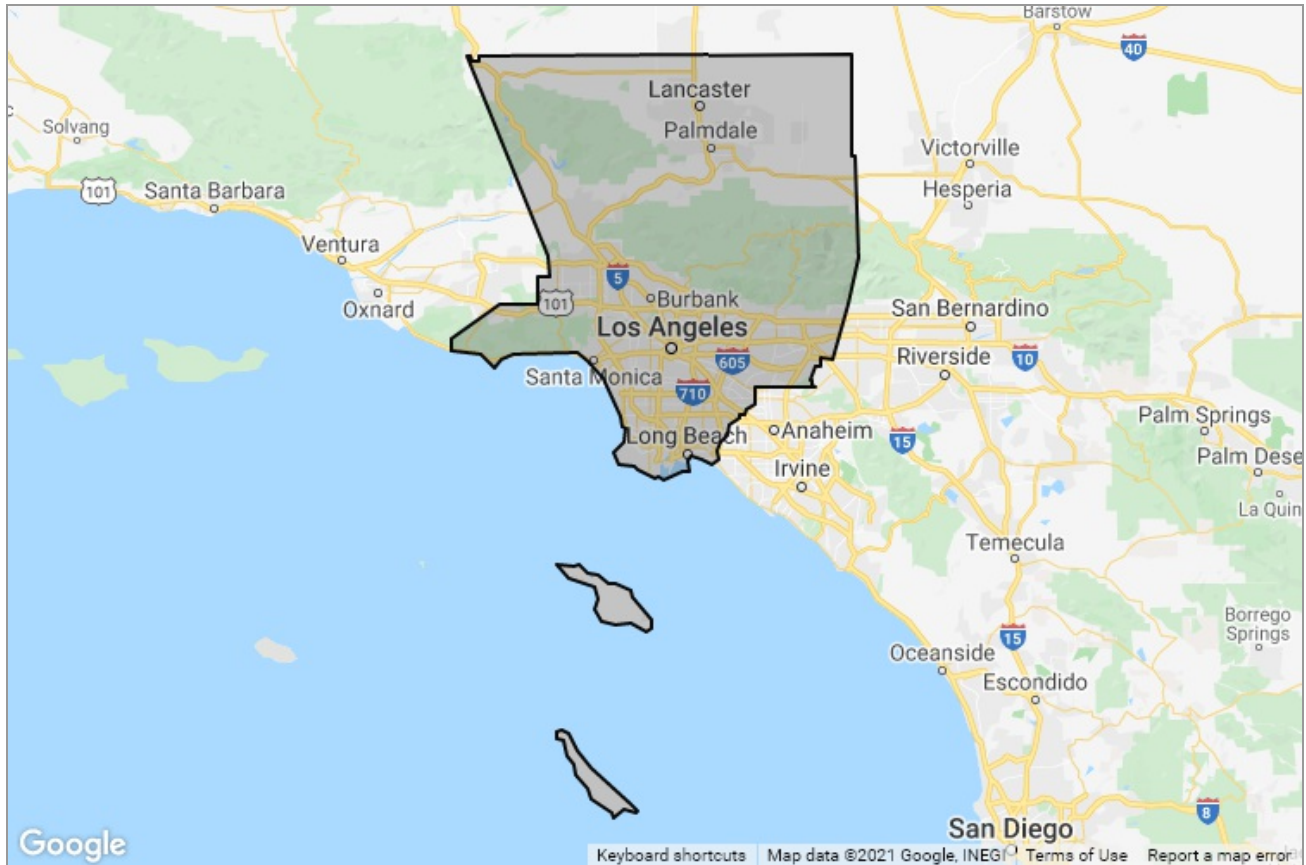 Barstow
40
Lancaster
Palmdale
Solvang
Victorville
Hesperia
101
Santa Barbara
Ventura
5
Oxnard
101
Burbank
San Bernardino
Los Angeles
605
10
Riverside
Santa Monica
710
Palm Springs
Long Beach
Anaheim
15
Palm Dese
Irvine
La Quin
Temecula
Borrego
Springs
15
Oceanside
Escondido
8
San Diego
Google
Keyboard shortcuts Map data ©2021 Google, INEGI Terms of Use Report a map error